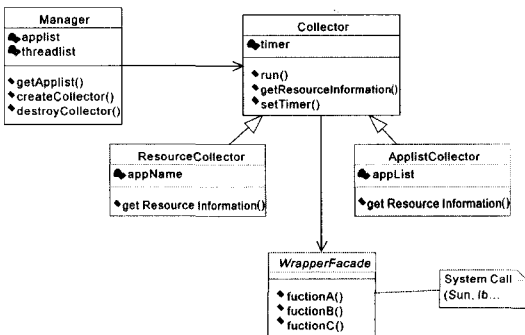 Manager
applist
threadlist
getApplist()
createCollector()
destroyCollector()
Collector
timer
run()
getResourceInformation()
setTimer()
ResourceCollector
appName
get Resource Information()
ApplistCollector
appList
get Resource Information()
WrapperFacade
fuctionA()
fuctionB()
fuctionC()
System Call
(Sun, Ib...